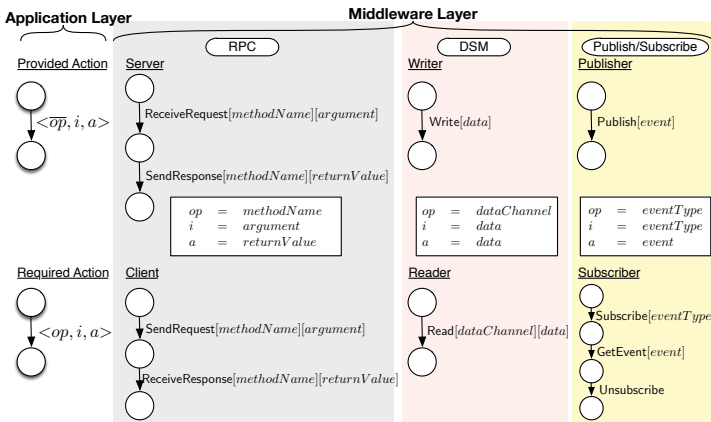 Application Layer
Middleware Layer
RPC
DSM
Publish/Subscribe
Provided Action
Server
Writer
Publisher
<op̅, i, a>
ReceiveRequest[methodName][argument]
Write[data]
Publish[event]
SendResponse[methodName][returnValue]
op = methodName
i = argument
a = returnValue
op = dataChannel
i = data
a = data
op = eventType
i = eventType
a = event
Required Action
Client
Reader
Subscriber
<op, i, a>
SendRequest[methodName][argument]
Read[dataChannel][data]
Subscribe[eventType
GetEvent[event]
ReceiveResponse[methodName][returnValue]
Unsubscribe